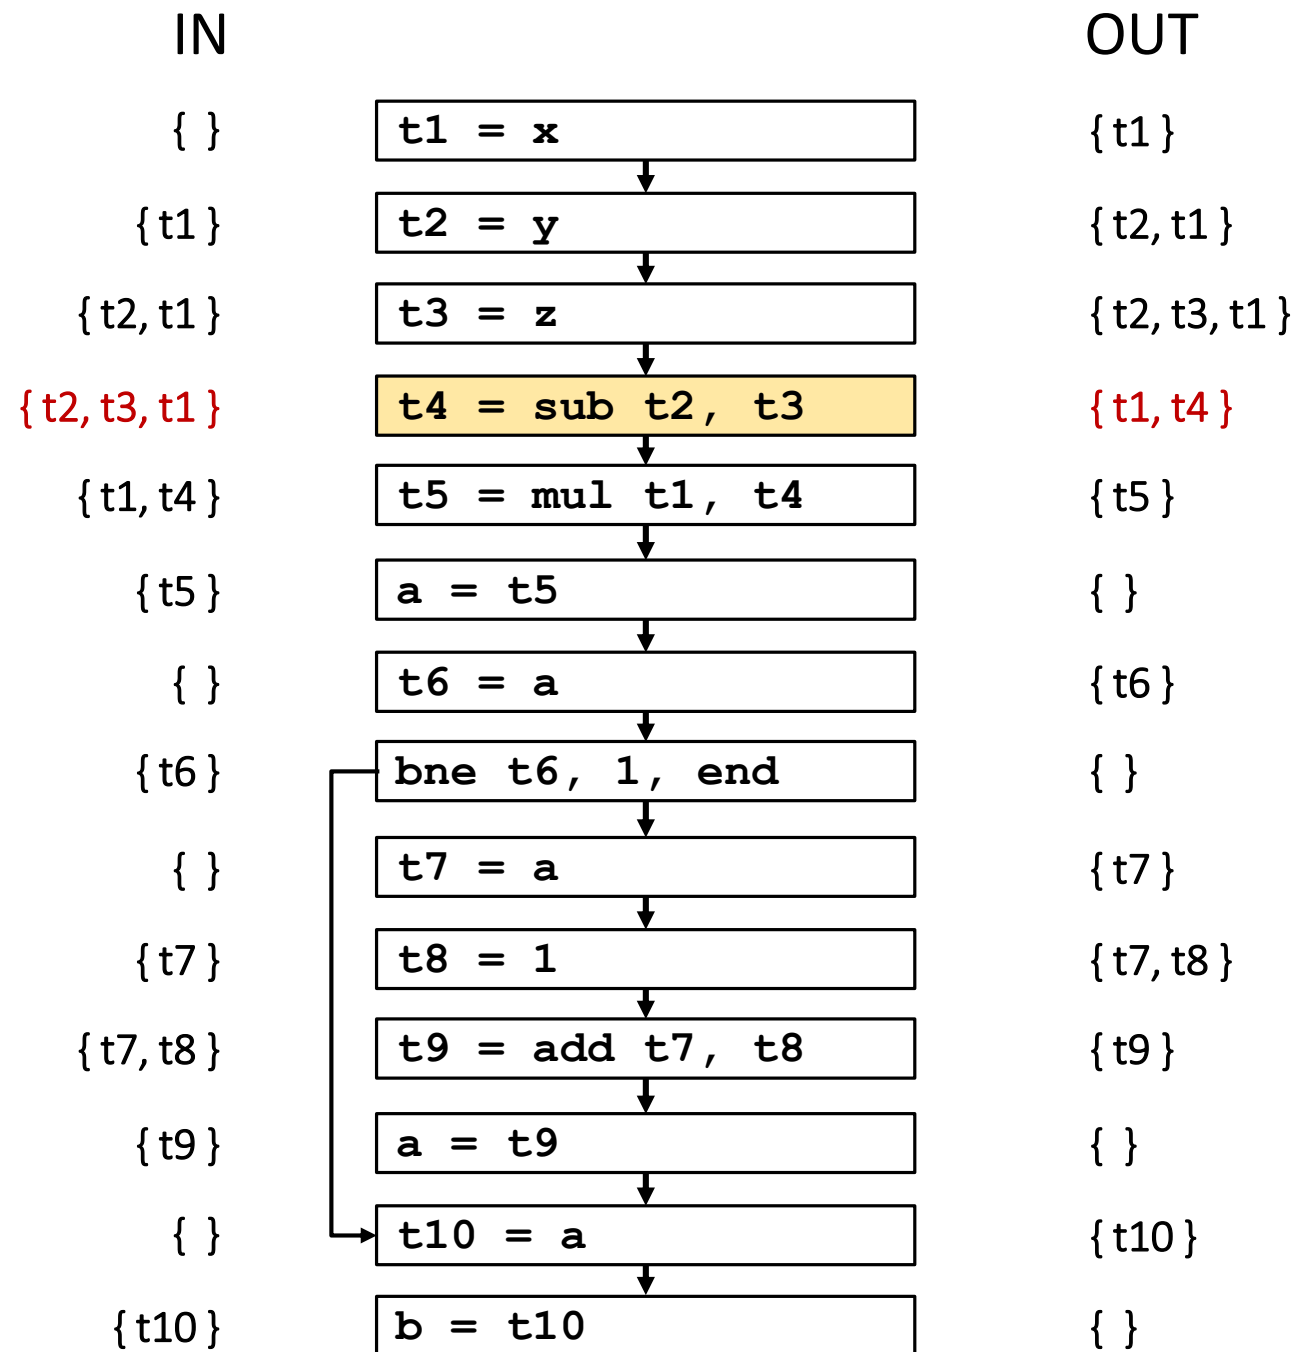 IN OUT
{ } t1 = x { t1 }
{ t1 } t2 = y { t2, t1 }
{ t2, t1 } t3 = z { t2, t3, t1 }
{ t2, t3, t1 } t4 = sub t2, t3 { t1, t4 }
{ t1, t4 } t5 = mul t1, t4 { t5 }
{ t5 } a = t5 { }
{ } t6 = a { t6 }
{ t6 } bne t6, 1, end { }
{ } t7 = a { t7 }
{ t7 } t8 = 1 { t7, t8 }
{ t7, t8 } t9 = add t7, t8 { t9 }
{ t9 } a = t9 { }
{ } t10 = a { t10 }
{ t10 } b = t10 { }